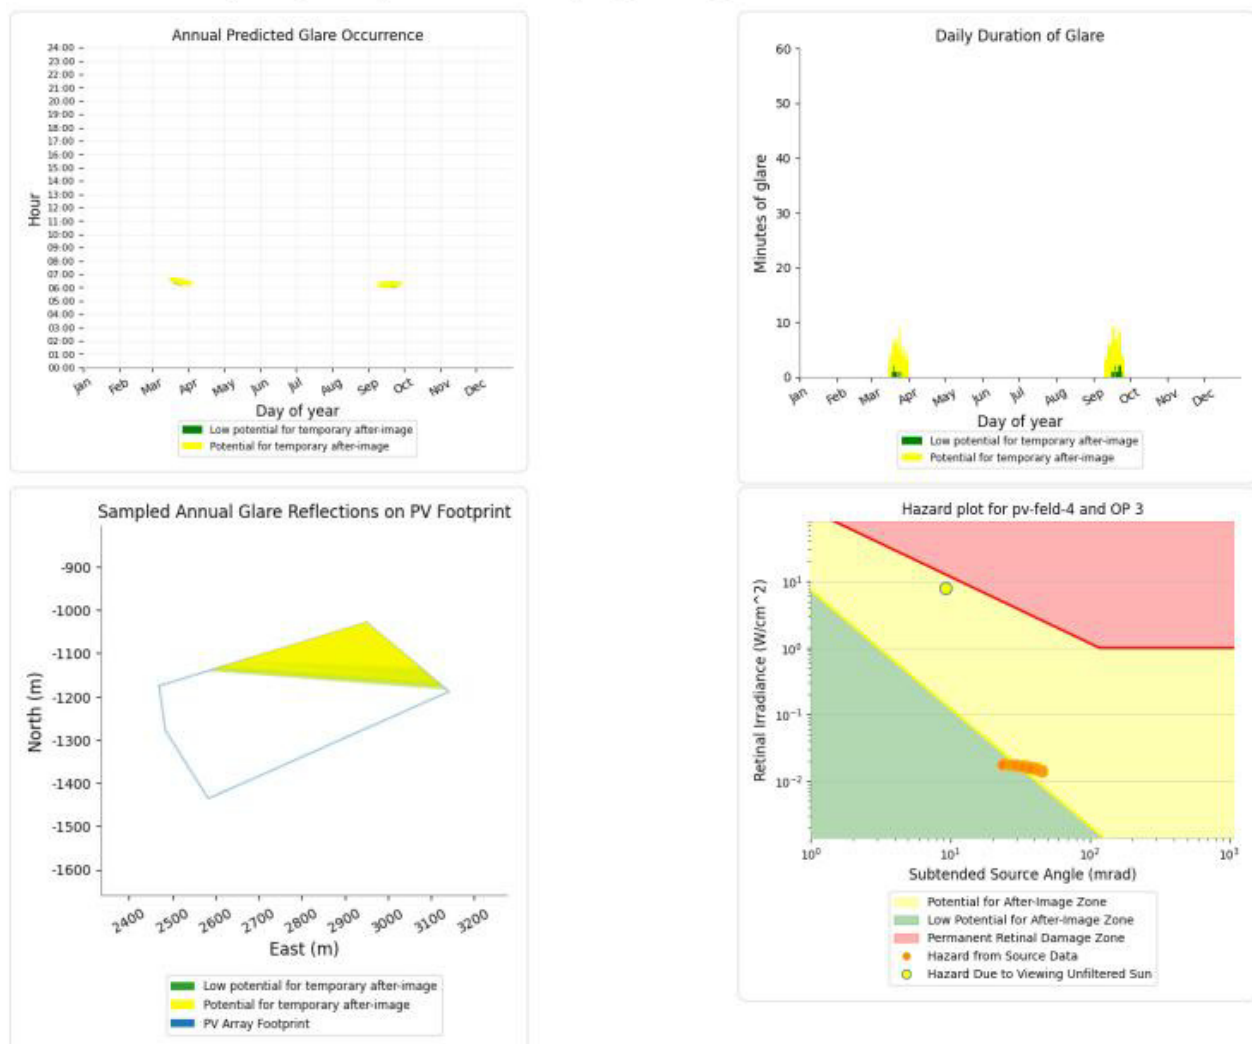 Annual Predicted Glare Occurrence
24:00
23:00
22:00
21:00
20:00
19:00
18:00
17:00
16:00
15:00
14:00
13:00
12:00
11:00
10:00
09:00
08:00
07:00
06:00
05:00
04:00
03:00
02:00
01:00
00:00
Hour
Jan Feb Mar Apr May Jun Jul Aug Sep Oct Nov Dec
Day of year
Low potential for temporary after-image
Potential for temporary after-image
Daily Duration of Glare
60
50
40
30
20
10
0
Minutes of glare
Jan Feb Mar Apr May Jun Jul Aug Sep Oct Nov Dec
Day of year
Low potential for temporary after-image
Potential for temporary after-image
Sampled Annual Glare Reflections on PV Footprint
-900
-1000
-1100
-1200
-1300
-1400
-1500
-1600
North (m)
2400 2500 2600 2700 2800 2900 3000 3100 3200
East (m)
Low potential for temporary after-image
Potential for temporary after-image
PV Array Footprint
Hazard plot for pv-feld-4 and OP 3
10¹
10⁰
10⁻¹
10⁻²
Retinal Irradiance (W/cm^2)
10⁰ 10¹ 10² 10³
Subtended Source Angle (mrad)
Potential for After-Image Zone
Low Potential for After-Image Zone
Permanent Retinal Damage Zone
Hazard from Source Data
Hazard Due to Viewing Unfiltered Sun